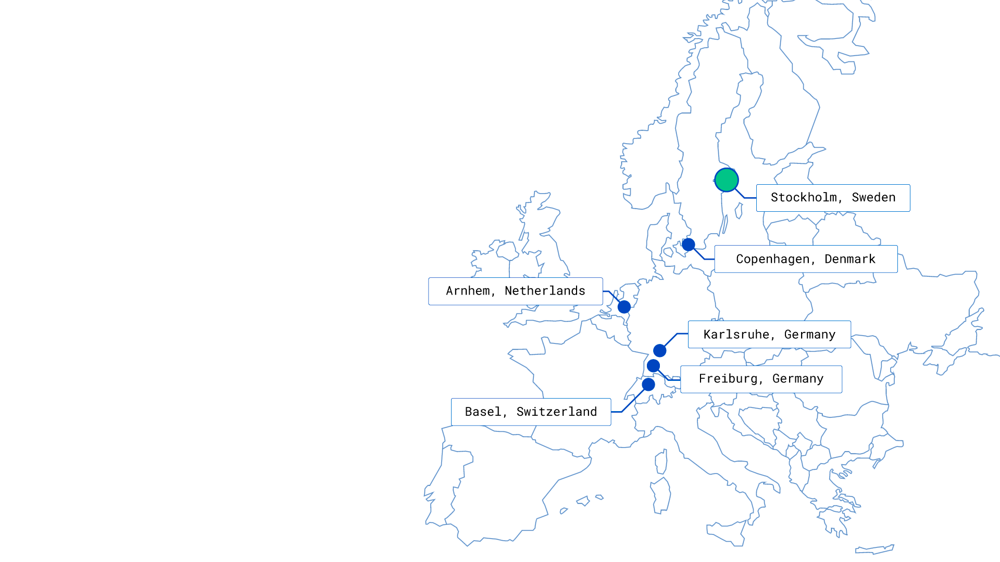 Stockholm, Sweden
Copenhagen, Denmark
Arnhem, Netherlands
Karlsruhe, Germany
Freiburg, Germany
Basel, Switzerland